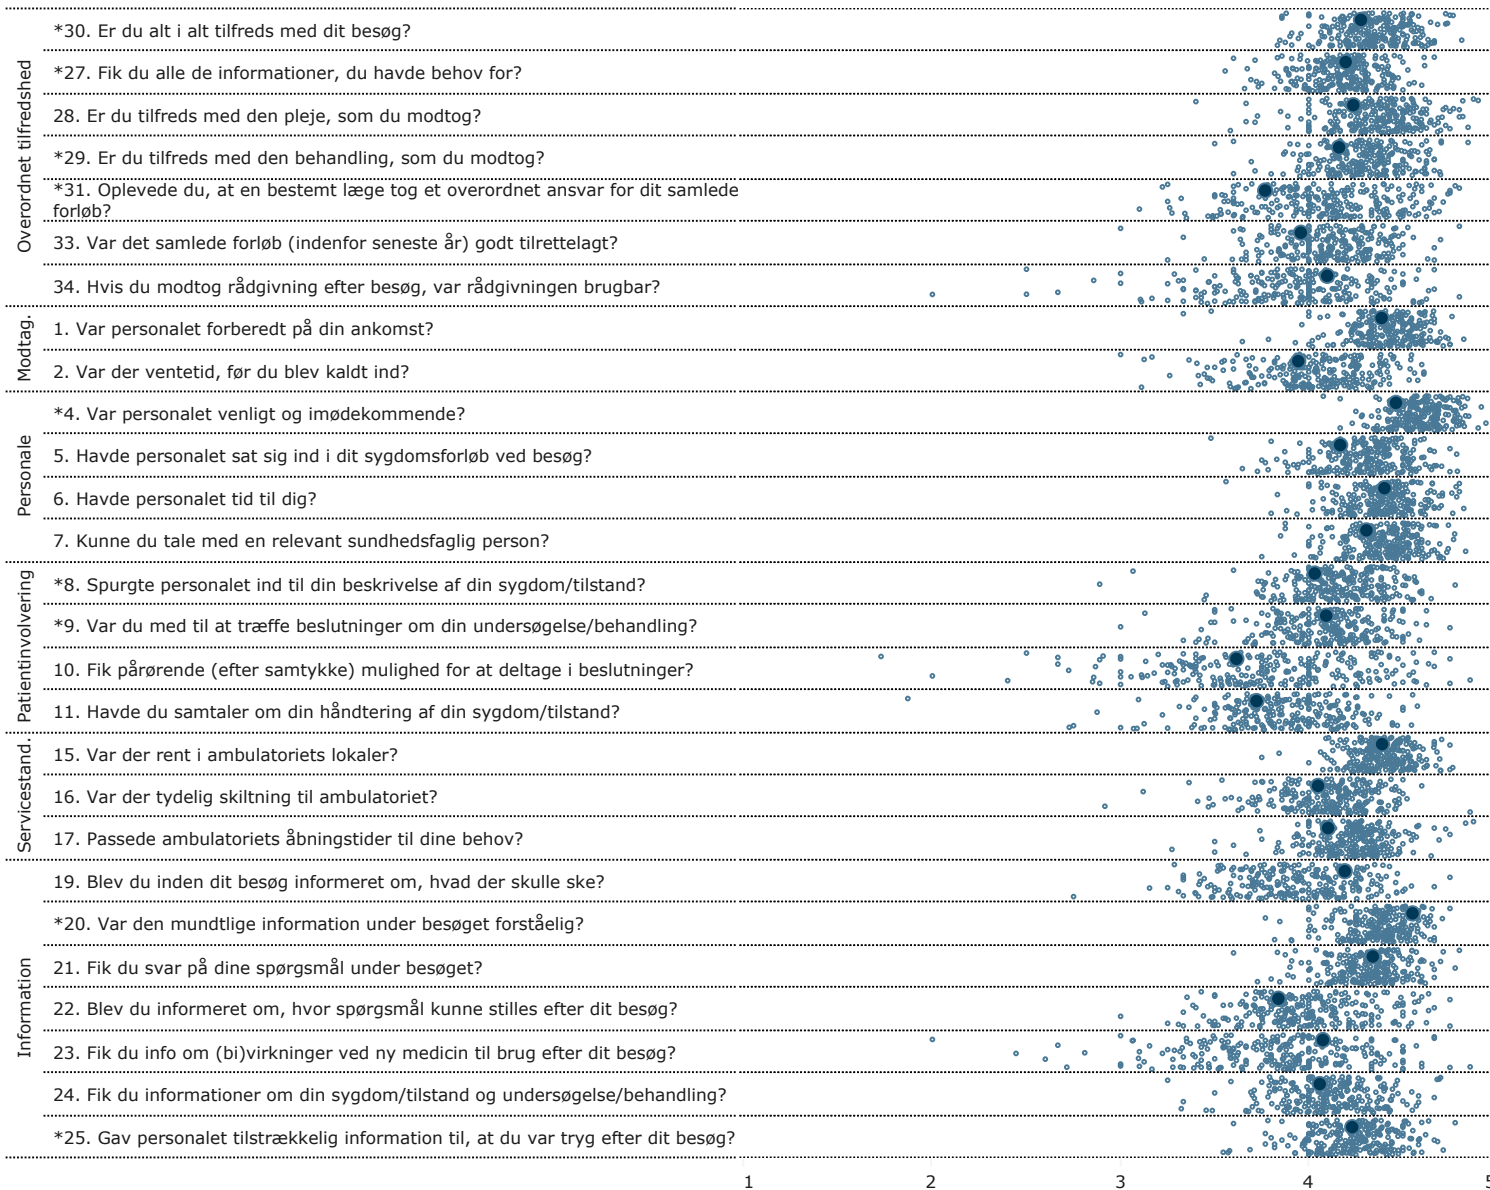 Overordnet tilfredshed
*30. Er du alt i alt tilfreds med dit besøg?
*27. Fik du alle de informationer, du havde behov for?
28. Er du tilfreds med den pleje, som du modtog?
*29. Er du tilfreds med den behandling, som du modtog?
*31. Oplevede du, at en bestemt læge tog et overordnet ansvar for dit samlede
forløb?
33. Var det samlede forløb (indenfor seneste år) godt tilrettelagt?
34. Hvis du modtog rådgivning efter besøg, var rådgivningen brugbar?
Modtag.
1. Var personalet forberedt på din ankomst?
2. Var der ventetid, før du blev kaldt ind?
Personale
*4. Var personalet venligt og imødekommende?
5. Havde personalet sat sig ind i dit sygdomsforløb ved besøg?
6. Havde personalet tid til dig?
7. Kunne du tale med en relevant sundhedsfaglig person?
Patientinvolvering
*8. Spurgte personalet ind til din beskrivelse af din sygdom/tilstand?
*9. Var du med til at træffe beslutninger om din undersøgelse/behandling?
10. Fik pårørende (efter samtykke) mulighed for at deltage i beslutninger?
11. Havde du samtaler om din håndtering af din sygdom/tilstand?
Servicestand.
15. Var der rent i ambulatoriets lokaler?
16. Var der tydelig skiltning til ambulatoriet?
17. Passede ambulatoriets åbningstider til dine behov?
Information
19. Blev du inden dit besøg informeret om, hvad der skulle ske?
*20. Var den mundtlige information under besøget forståelig?
21. Fik du svar på dine spørgsmål under besøget?
22. Blev du informeret om, hvor spørgsmål kunne stilles efter dit besøg?
23. Fik du info om (bi)virkninger ved ny medicin til brug efter dit besøg?
24. Fik du informationer om din sygdom/tilstand og undersøgelse/behandling?
*25. Gav personalet tilstrækkelig information til, at du var tryg efter dit besøg?
1 2 3 4 5